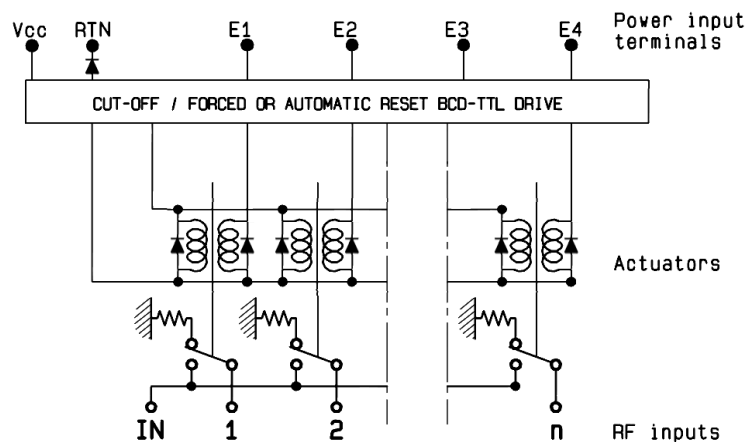 Vcc RTN E1 E2 E3 E4 Power input
terminals
CUT-OFF / FORCED OR AUTOMATIC RESET BCD-TTL DRIVE
Actuators
IN 1 2 n RF inputs